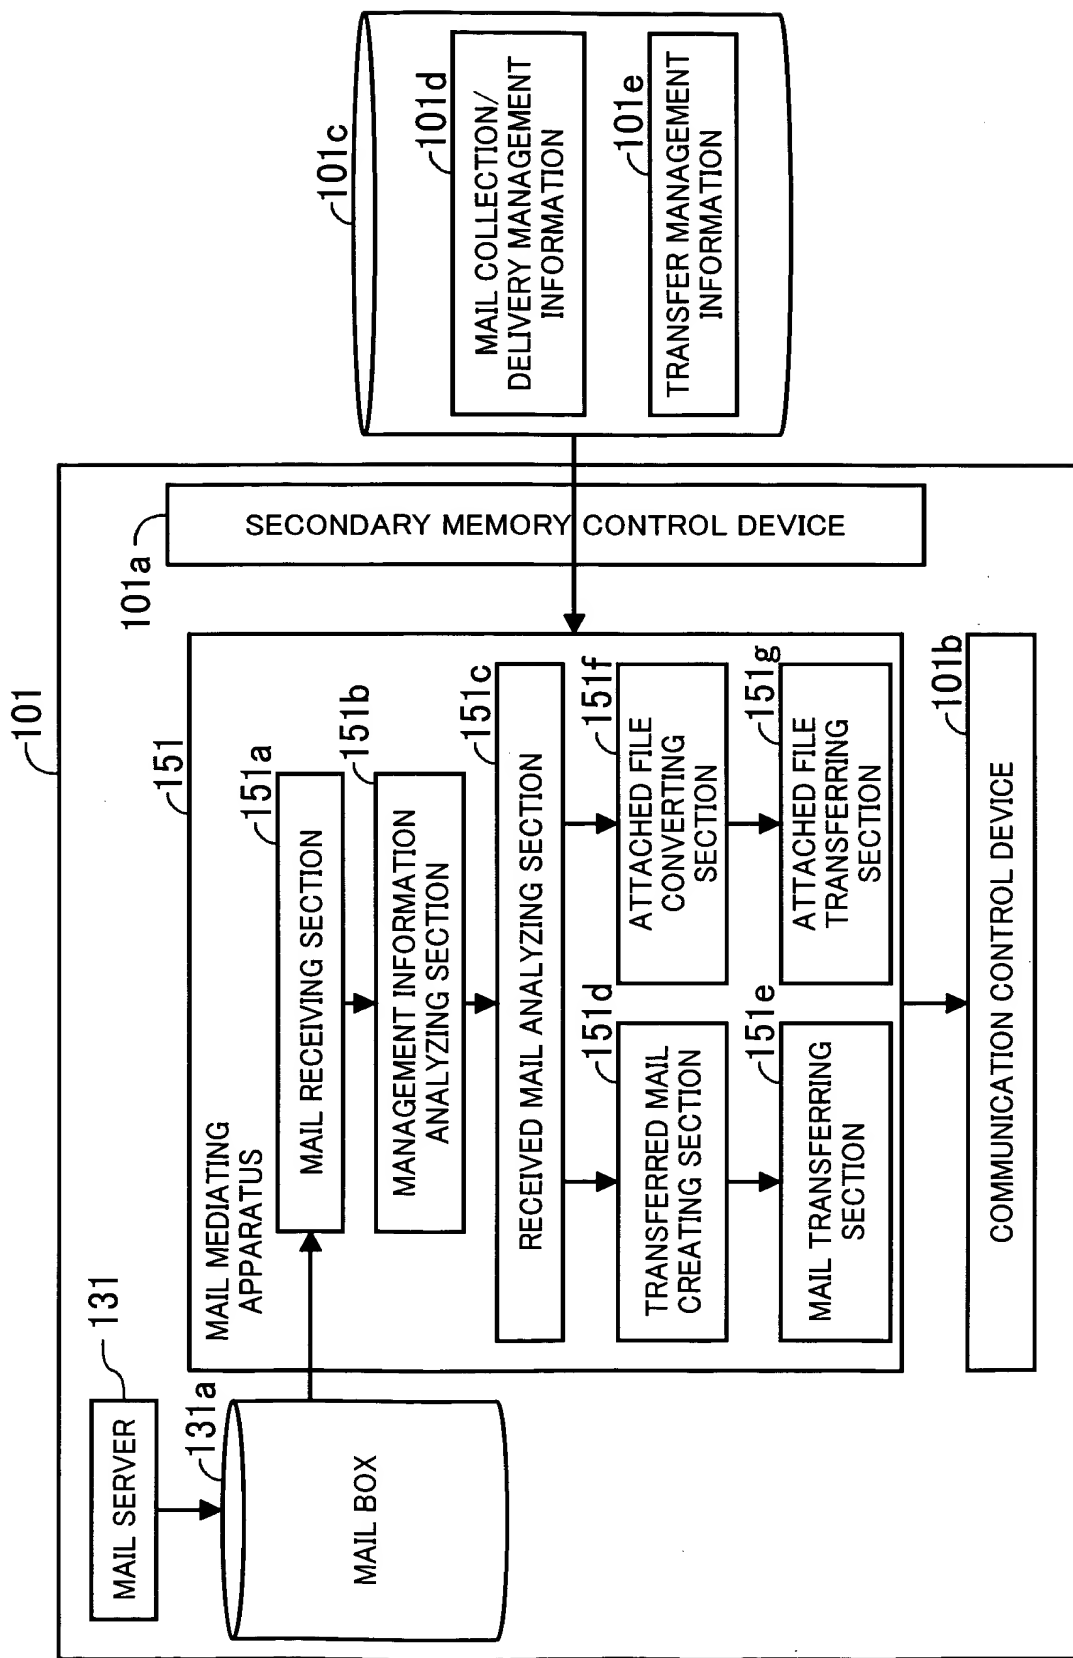 101
MAIL SERVER
131
131a
MAIL BOX
151
MAIL MEDIATING
APPARATUS
151a
MAIL RECEIVING SECTION
151b
MANAGEMENT INFORMATION
ANALYZING SECTION
151c
RECEIVED MAIL ANALYZING SECTION
151d
TRANSFERRED MAIL
CREATING SECTION
151e
MAIL TRANSFERRING
SECTION
151f
ATTACHED FILE
CONVERTING
SECTION
151g
ATTACHED FILE
TRANSFERRING
SECTION
101b
COMMUNICATION CONTROL DEVICE
101a
SECONDARY MEMORY CONTROL DEVICE
101c
101d
MAIL COLLECTION/
DELIVERY MANAGEMENT
INFORMATION
101e
TRANSFER MANAGEMENT
INFORMATION